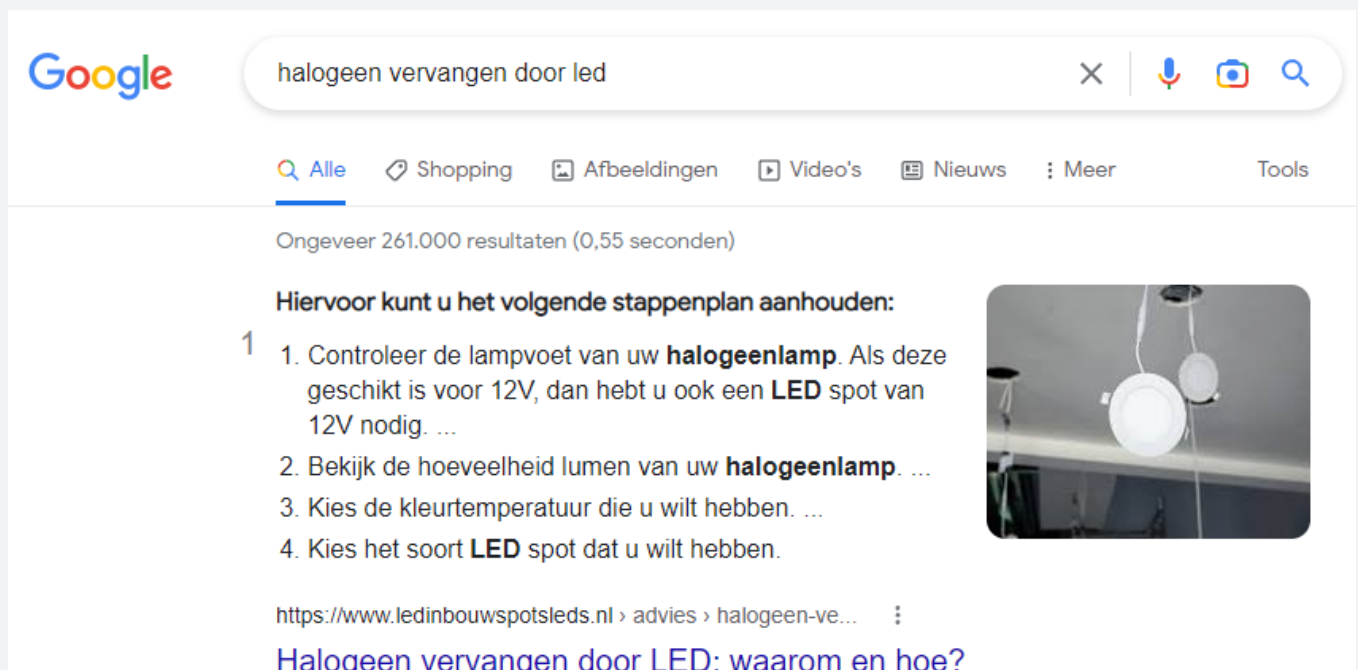 Google
halogeen vervangen door led
Alle Shopping Afbeeldingen Video's Nieuws Meer Tools
Ongeveer 261.000 resultaten (0,55 seconden)
Hiervoor kunt u het volgende stappenplan aanhouden:
1
1. Controleer de lampvoet van uw halogeenlamp. Als deze
geschikt is voor 12V, dan hebt u ook een LED spot van
12V nodig. ...
2. Bekijk de hoeveelheid lumen van uw halogeenlamp. ...
3. Kies de kleurtemperatuur die u wilt hebben. ...
4. Kies het soort LED spot dat u wilt hebben.
https://www.ledinbouwspotsleds.nl › advies › halogeen-ve...
Halogeen vervangen door LED: waarom en hoe?